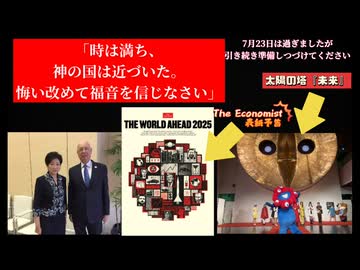 「時は満ち、
神の国は近づいた。
悔い改めて福音を信じなさい」
7月23日は過ぎましたが
引き続き準備しつづけてください
太陽の塔『未来』
THE WORLD AHEAD 2025
The Economist
表紙予言